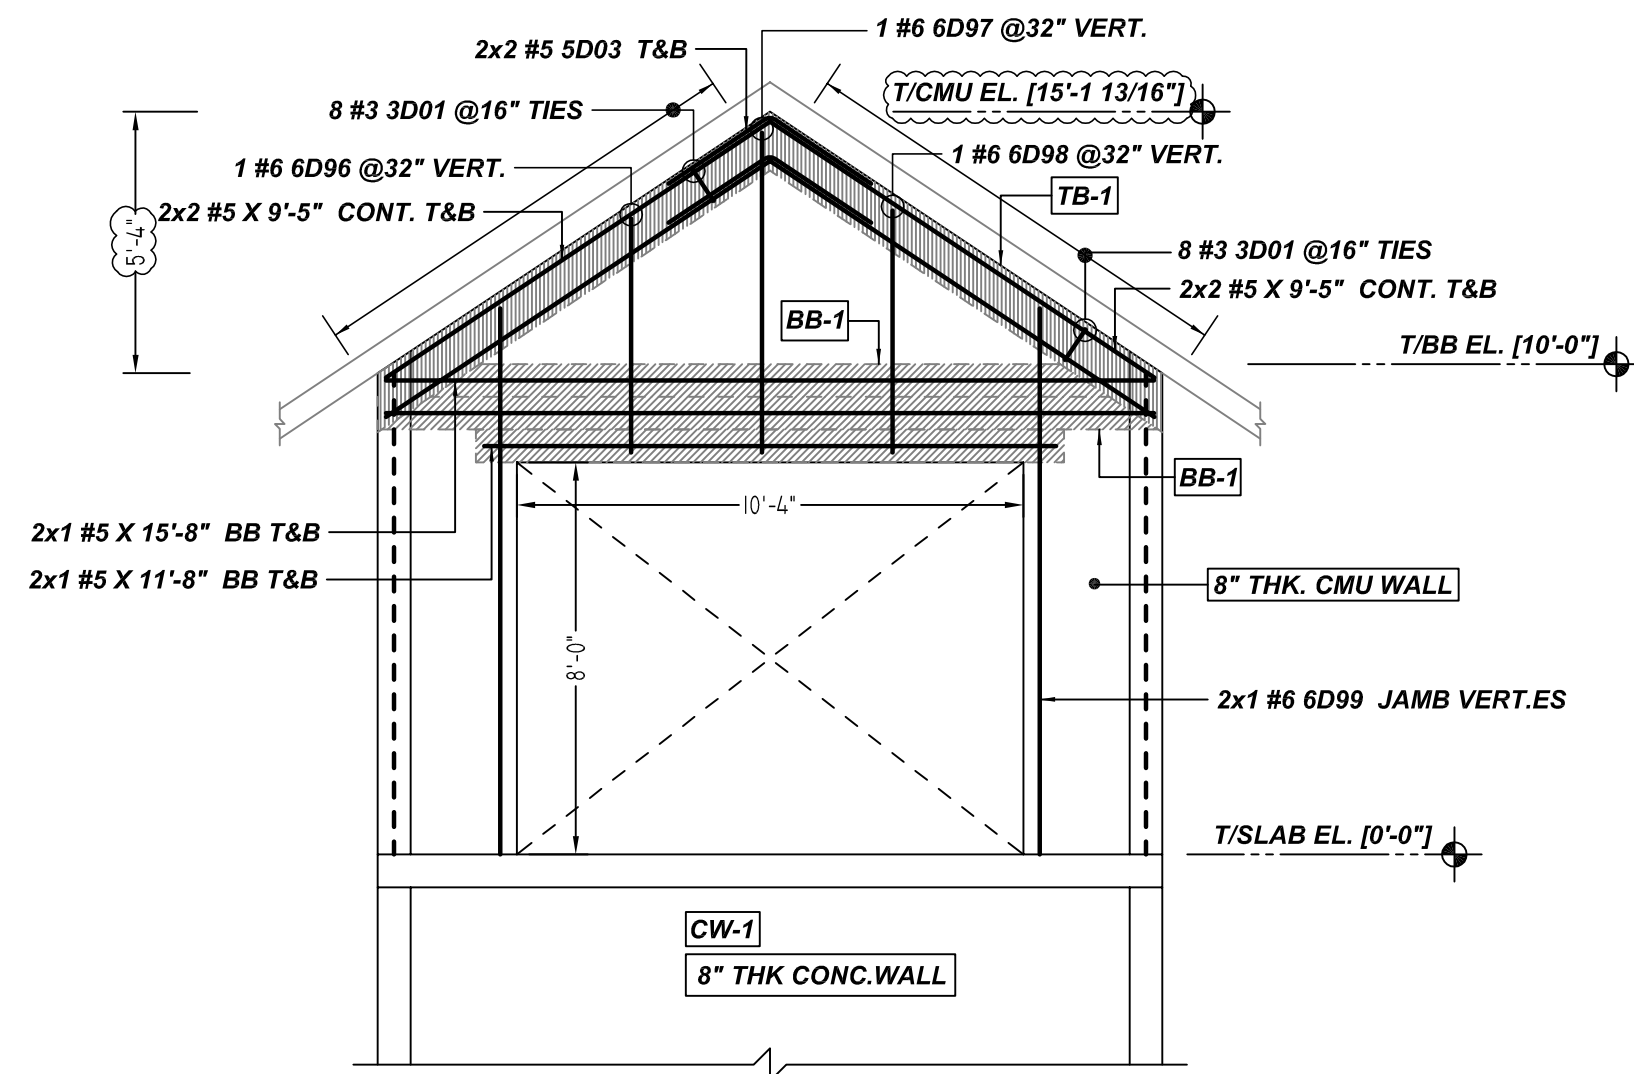 1 #6 6D97 @32" VERT.
2x2 #5 5D03 T&B
T/CMU EL. [15'-1 13/16"]
8 #3 3D01 @16" TIES
1 #6 6D96 @32" VERT.
1 #6 6D98 @32" VERT.
TB-1
2x2 #5 X 9'-5" CONT. T&B
5'-4"
8 #3 3D01 @16" TIES
2x2 #5 X 9'-5" CONT. T&B
BB-1
T/BB EL. [10'-0"]
BB-1
10'-4"
2x1 #5 X 15'-8" BB T&B
2x1 #5 X 11'-8" BB T&B
8" THK. CMU WALL
8'-0"
2x1 #6 6D99 JAMB VERT.ES
T/SLAB EL. [0'-0"]
CW-1
8" THK CONC.WALL